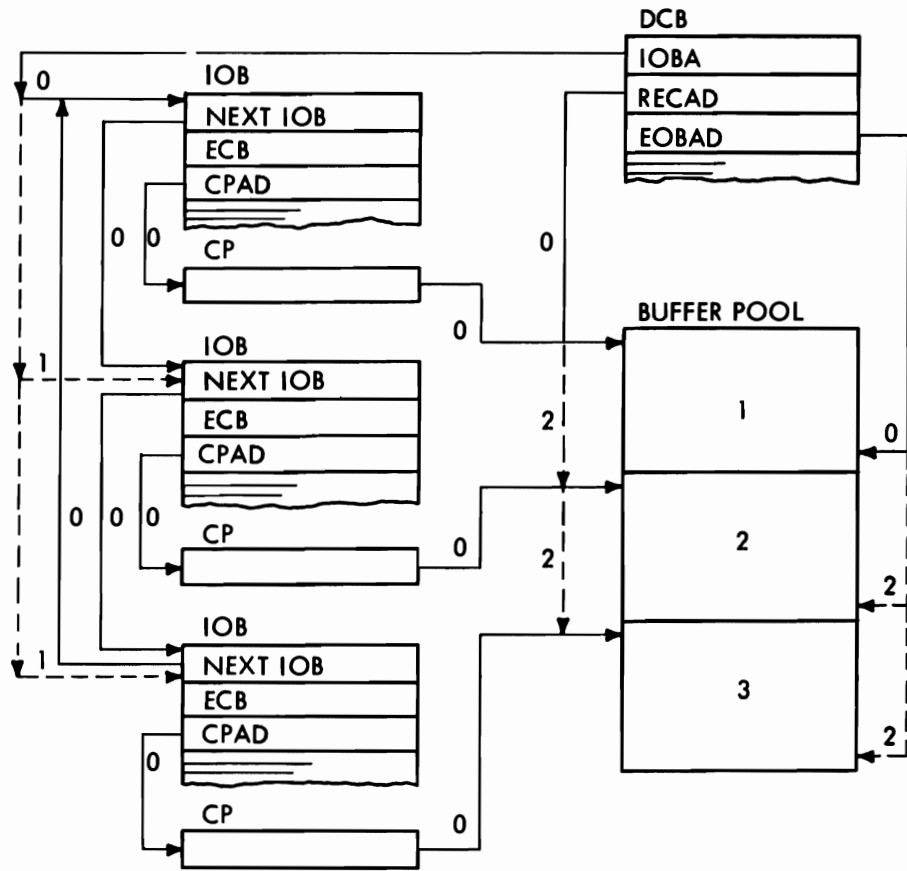 DCB
IOBA
RECAD
EOBAD
0
IOB
NEXT IOB
ECB
CPAD
0
0
0
CP
0
BUFFER POOL
1
2
3
1
IOB
NEXT IOB
ECB
CPAD
2
0
0
0
0
CP
0
2
2
1
IOB
NEXT IOB
ECB
CPAD
2
0
CP
0